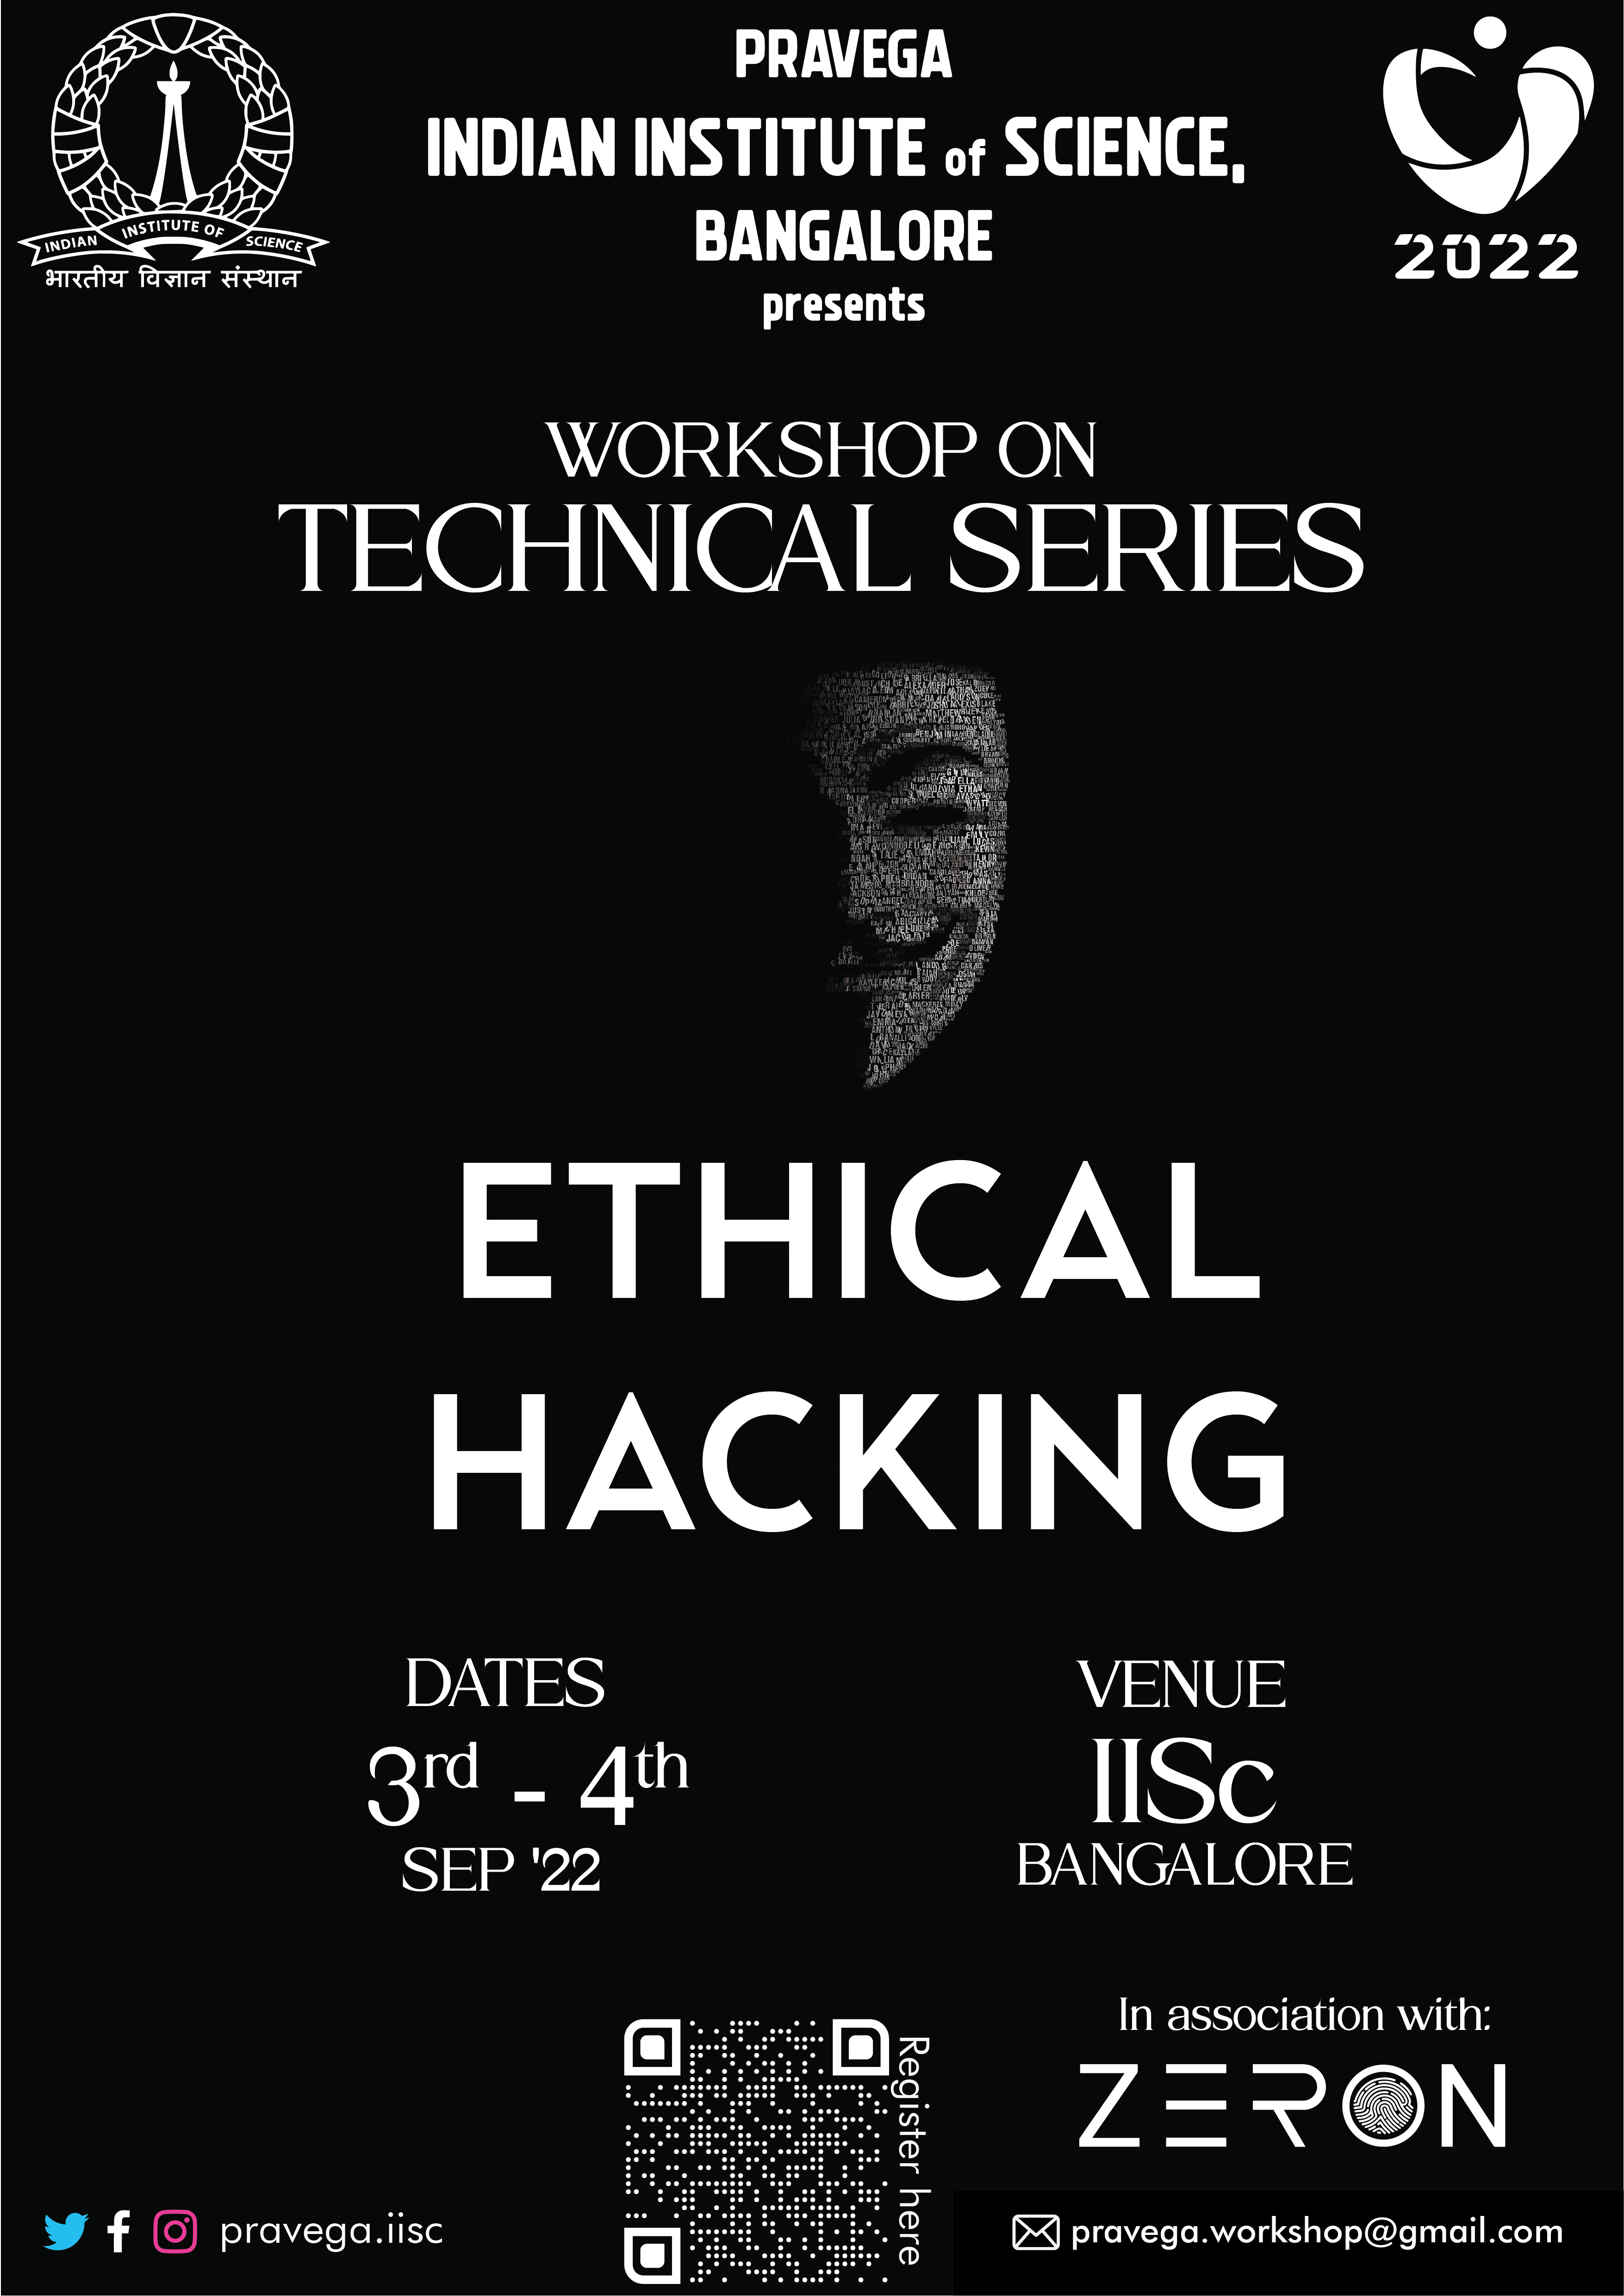 PRAVEGA
INDIAN INSTITUTE of SCIENCE,
BANGALORE
presents
INDIAN INSTITUTE OF SCIENCE
भारतीय विज्ञान संस्थान
2022
WORKSHOP ON
TECHNICAL SERIES
ETHICAL
HACKING
DATES
3rd - 4th
SEP '22
VENUE
IISc
BANGALORE
In association with:
ZERON
Register here
pravega.iisc
pravega.workshop@gmail.com